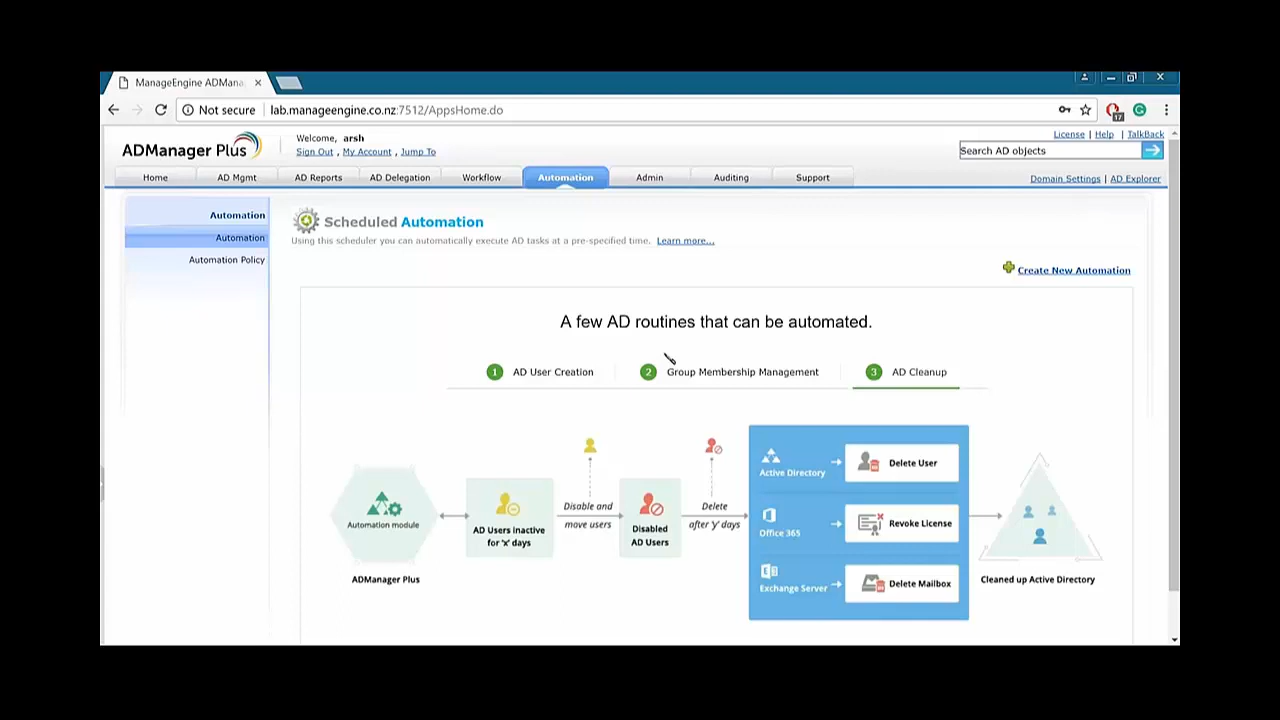 ManageEngine ADMana
Not secure
lab.manageengine.co.nz:7512/AppsHome.do
17
ADManager Plus
Welcome, arsh
Sign Out , My Account , Jump To
License | Help | TalkBack
Search AD objects
Home
AD Mgmt
AD Reports
AD Delegation
Workflow
Automation
Admin
Auditing
Support
Domain Settings | AD Explorer
Automation
Automation
Automation Policy
Scheduled Automation
Using this scheduler you can automatically execute AD tasks at a pre-specified time. Learn more...
Create New Automation
A few AD routines that can be automated.
1 AD User Creation
2 Group Membership Management
3 AD Cleanup
Automation module
ADManager Plus
AD Users inactive
for 'x' days
Disable and
move users
Disabled
AD Users
Delete
after 'y' days
Active Directory
Delete User
Office 365
Revoke License
Exchange Server
Delete Mailbox
Cleaned up Active Directory